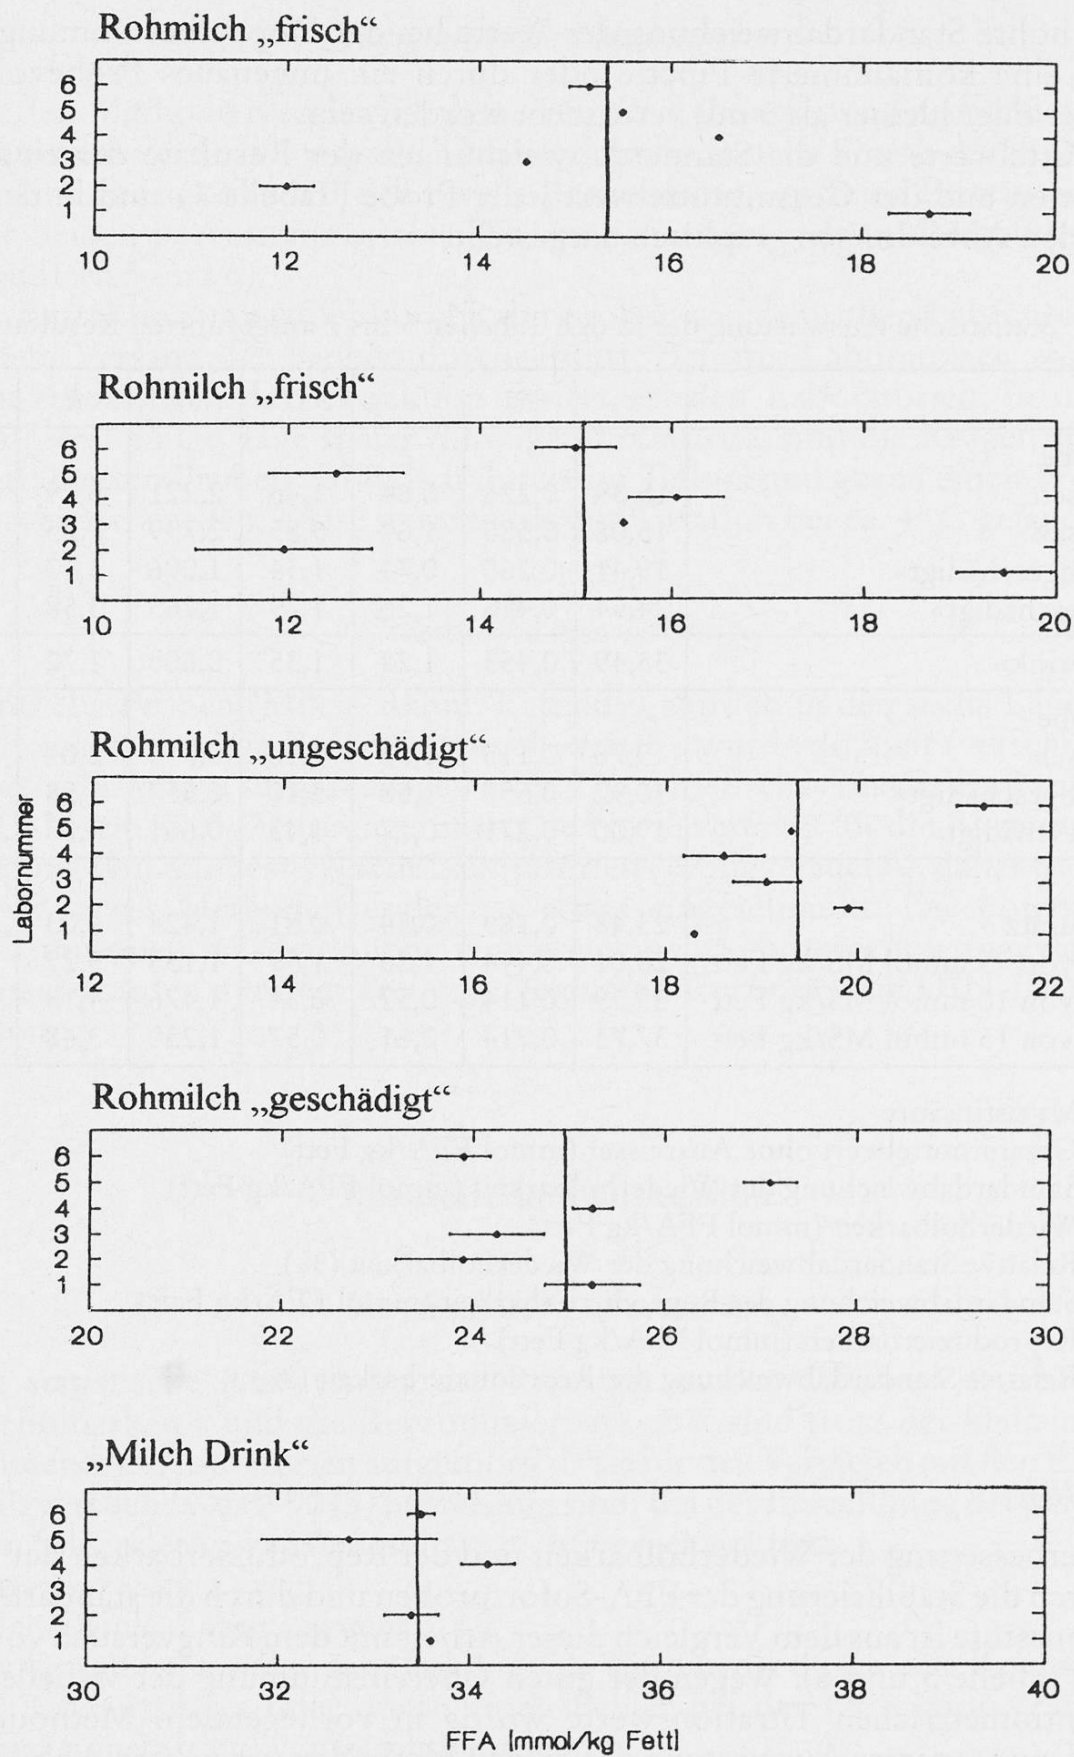 Rohmilch „frisch“
6
5
4
3
2
1
10 12 14 16 18 20
Rohmilch „frisch“
6
5
4
3
2
1
10 12 14 16 18 20
Rohmilch „ungeschädigt“
Labornummer
6
5
4
3
2
1
12 14 16 18 20 22
Rohmilch „geschädigt“
6
5
4
3
2
1
20 22 24 26 28 30
„Milch Drink“
6
5
4
3
2
1
30 32 34 36 38 40
FFA [mmol/kg Fett]